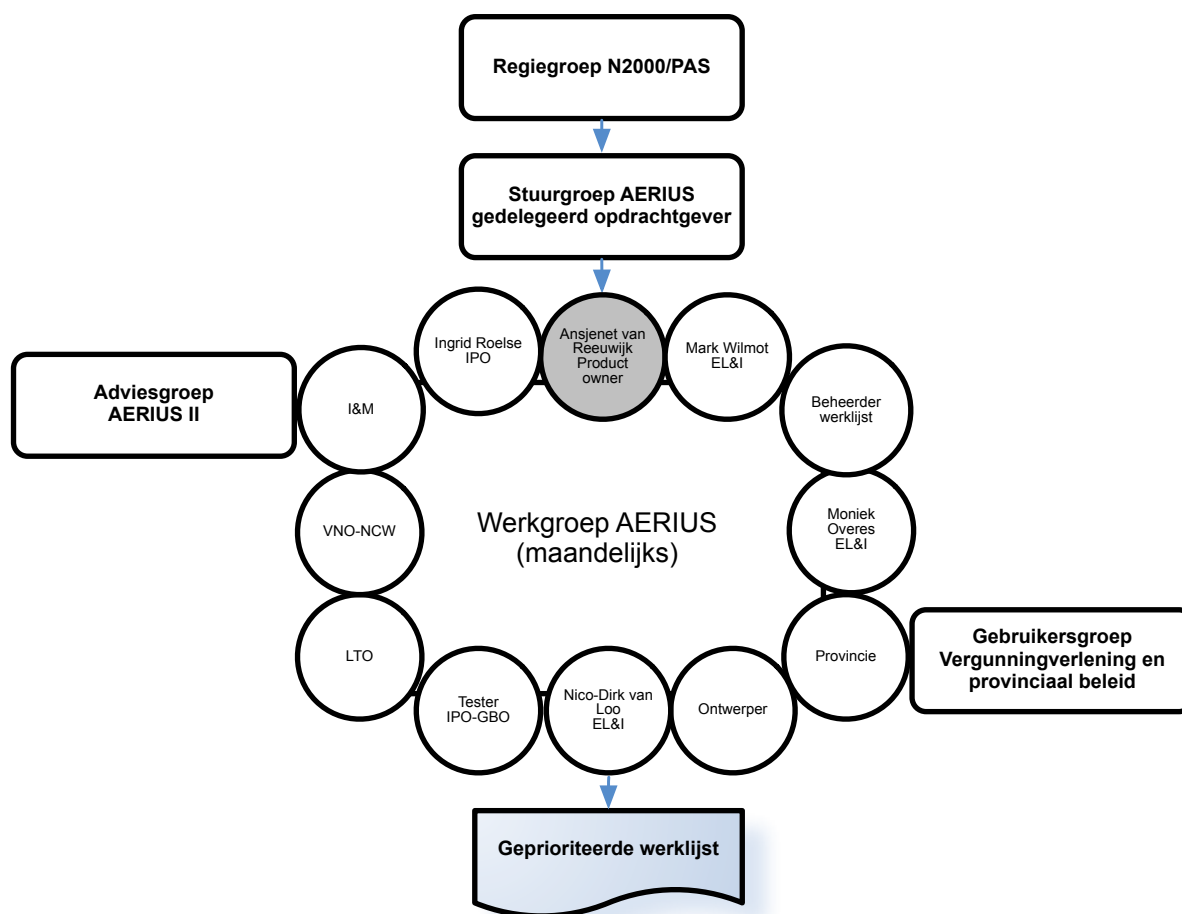 Regiegroep N2000/PAS
Stuurgroep AERIUS
gedelegeerd opdrachtgever
Ingrid Roelse
IPO
Ansjenet van
Reeuwijk
Product
owner
Mark Wilmot
EL&I
Adviesgroep
AERIUS II
I&M
Beheerder
werklijst
VNO-NCW
Werkgroep AERIUS
(maandelijks)
Moniek
Overes
EL&I
LTO
Provincie
Gebruikersgroep
Vergunningverlening en
provinciaal beleid
Tester
IPO-GBO
Nico-Dirk van
Loo
EL&I
Ontwerper
Geprioriteerde werklijst